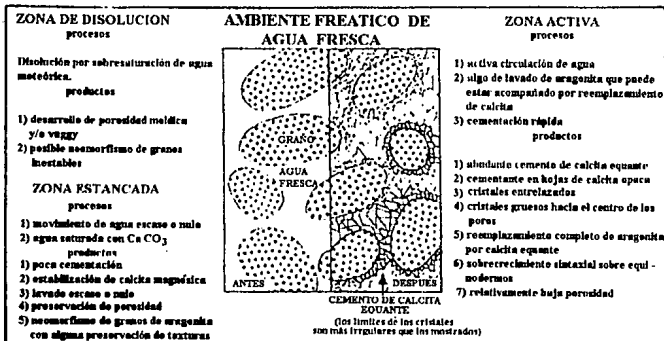 ZONA DE DISOLUCION
procesos
Disolución por sobresaturación de agua
meteórica.
productos
1) desarrollo de porosidad moldica
y/o vuggy
2) posible neomorfismo de granos
inestables
ZONA ESTANCADA
procesos
1) movimiento de agua escaso o nulo
2) agua saturada con Ca CO3
productos
1) poca cementación
2) estabilización de calcita magnésica
3) lavado escaso o nulo
4) preservación de porosidad
5) neomorfismo de granos de aragonita
con alguna preservación de texturas
AMBIENTE FREATICO DE
AGUA FRESCA
GRANO
AGUA
FRESCA
ANTES
DESPUES
CEMENTO DE CALCITA
EQUANTE
(los límites de los cristales
son más irregulares que los mostrados)
ZONA ACTIVA
procesos
1) activa circulación de agua
2) algo de lavado de aragonita que puede
estar acompañado por reemplazamiento
de calcita
3) cementación rápida
productos
1) abundante cemento de calcita equante
2) cementante en hojas de calcita opaca
3) cristales entrelazados
4) cristales gruesos hacia el centro de los
poros
5) reemplazamiento completo de aragonita
por calcita equante
6) sobrecrecimiento sintaxial sobre equi-
nodermos
7) relativamente baja porosidad